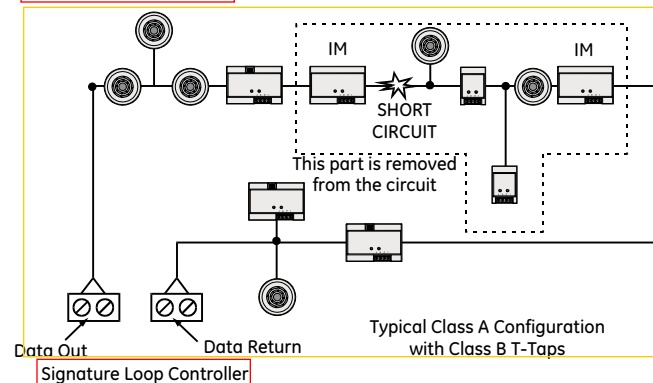 IM
IM
SHORT
CIRCUIT
This part is removed
from the circuit
Data Out
Data Return
Typical Class A Configuration
with Class B T-Taps
Signature Loop Controller